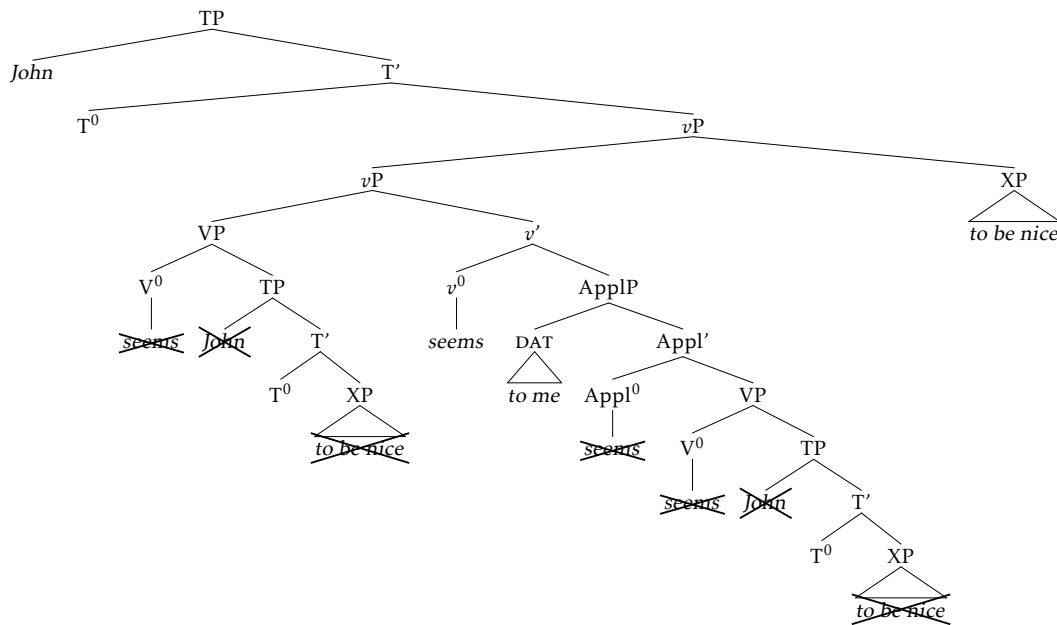 TP
John T’
T⁰ vP
vP XP
to be nice
VP v’
V⁰ TP v⁰ ApplP
seems John T’ seems DAT Appl’
T⁰ XP to me Appl⁰ VP
to be nice seems V⁰ TP
seems John T’
T⁰ XP
to be nice